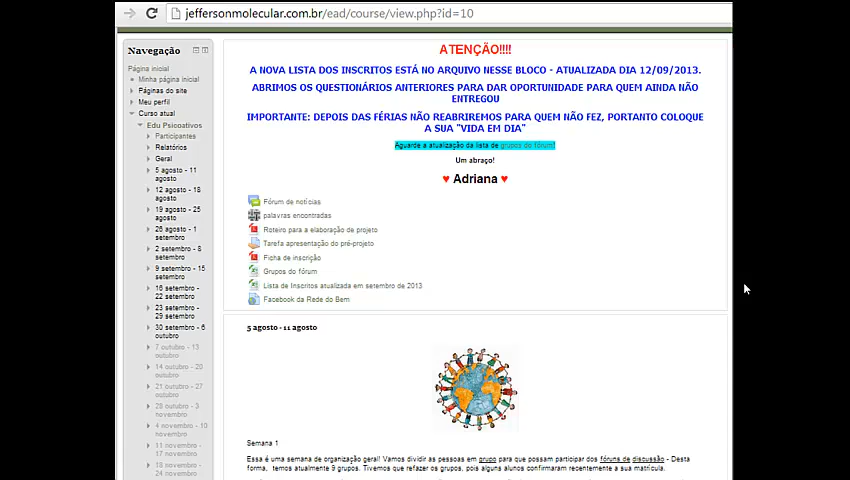 jeffersonmolecular.com.br/ead/course/view.php?id=10
Navegação
Página inicial
Minha página inicial
Páginas do site
Meu perfil
Curso atual
Edu Psicoativos
Participantes
Relatórios
Geral
5 agosto - 11
agosto
12 agosto - 18
agosto
19 agosto - 25
agosto
26 agosto - 1
setembro
2 setembro - 8
setembro
9 setembro - 15
setembro
16 setembro -
22 setembro
23 setembro
- 29 setembro
30 setembro - 6
outubro
7 outubro - 13
outubro
14 outubro - 20
outubro
21 outubro - 27
outubro
28 outubro - 3
novembro
4 novembro - 10
novembro
11 novembro -
17 novembro
18 novembro -
24 novembro
ATENÇÃO!!!!
A NOVA LISTA DOS INSCRITOS ESTÁ NO ARQUIVO NESSE BLOCO - ATUALIZADA DIA 12/09/2013.
ABRIMOS OS QUESTIONÁRIOS ANTERIORES PARA DAR OPORTUNIDADE PARA QUEM AINDA NÃO
ENTREGOU
IMPORTANTE: DEPOIS DAS FÉRIAS NÃO REABRIREMOS PARA QUEM NÃO FEZ, PORTANTO COLOQUE
A SUA "VIDA EM DIA"
Aguarde a atualização da lista de grupos do fórum!
Um abraço!
♥ Adriana ♥
Fórum de notícias
palavras encontradas
Roteiro para a elaboração de projeto
Tarefa apresentação do pré-projeto
Ficha de inscrição
Grupos do fórum
Lista de Inscritos atualizada em setembro de 2013
Facebook da Rede do Bem
5 agosto - 11 agosto
Semana 1
Essa é uma semana de organização geral! Vamos dividir as pessoas em grupo para que possam participar dos fóruns de discussão - Desta
forma, temos atualmente 9 grupos. Tivemos que refazer os grupos, pois alguns alunos confirmaram recentemente a sua matrícula.